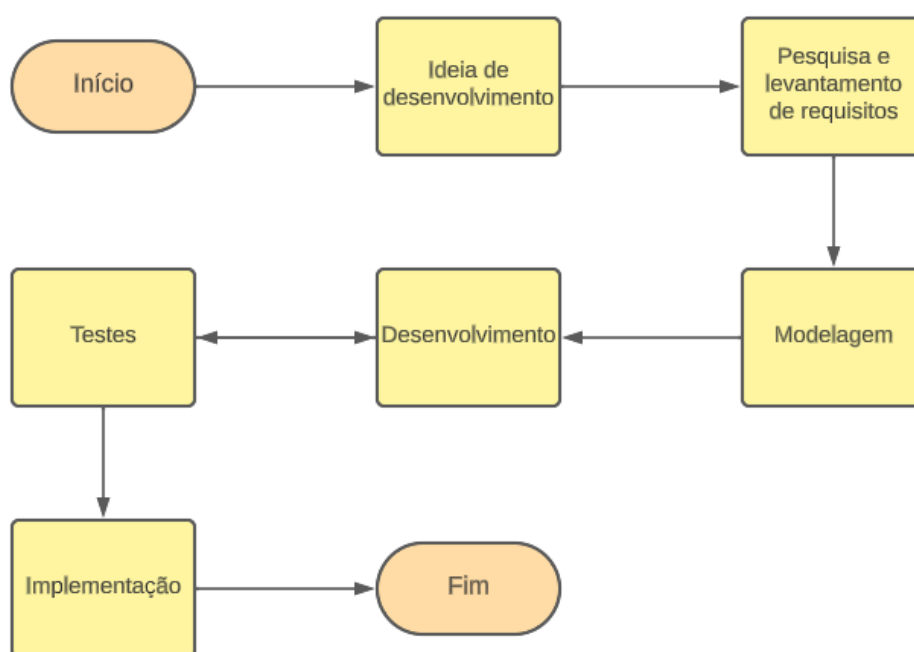 Início
Ideia de
desenvolvimento
Pesquisa e
levantamento
de requisitos
Testes
Desenvolvimento
Modelagem
Implementação
Fim